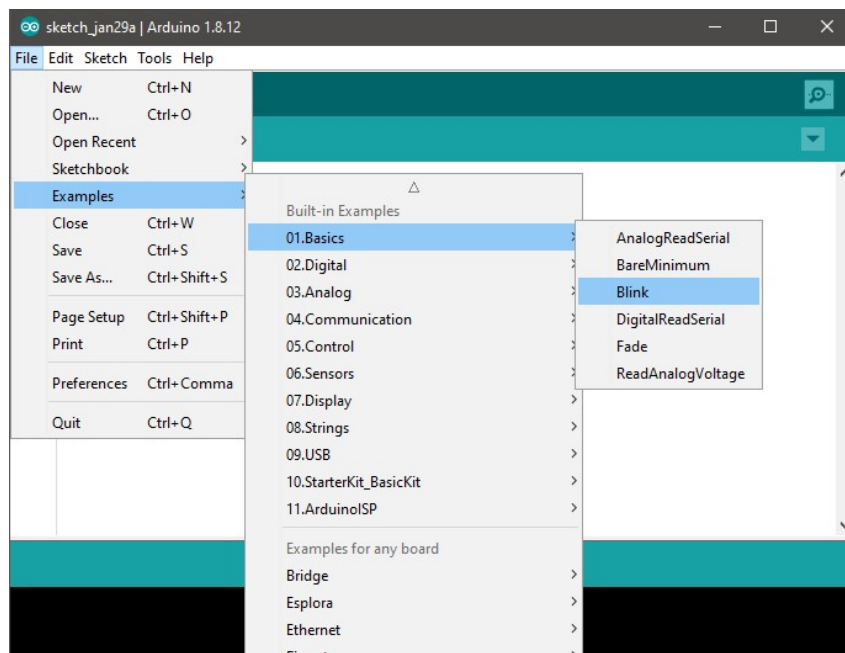 sketch_jan29a | Arduino 1.8.12
File Edit Sketch Tools Help
New Ctrl+N
Open... Ctrl+O
Open Recent
Sketchbook
Examples
Close Ctrl+W
Save Ctrl+S
Save As... Ctrl+Shift+S
Page Setup Ctrl+Shift+P
Print Ctrl+P
Preferences Ctrl+Comma
Quit Ctrl+Q
Built-in Examples
01.Basics
02.Digital
03.Analog
04.Communication
05.Control
06.Sensors
07.Display
08.Strings
09.USB
10.StarterKit_BasicKit
11.ArduinoISP
Examples for any board
Bridge
Esplora
Ethernet
AnalogReadSerial
BareMinimum
Blink
DigitalReadSerial
Fade
ReadAnalogVoltage